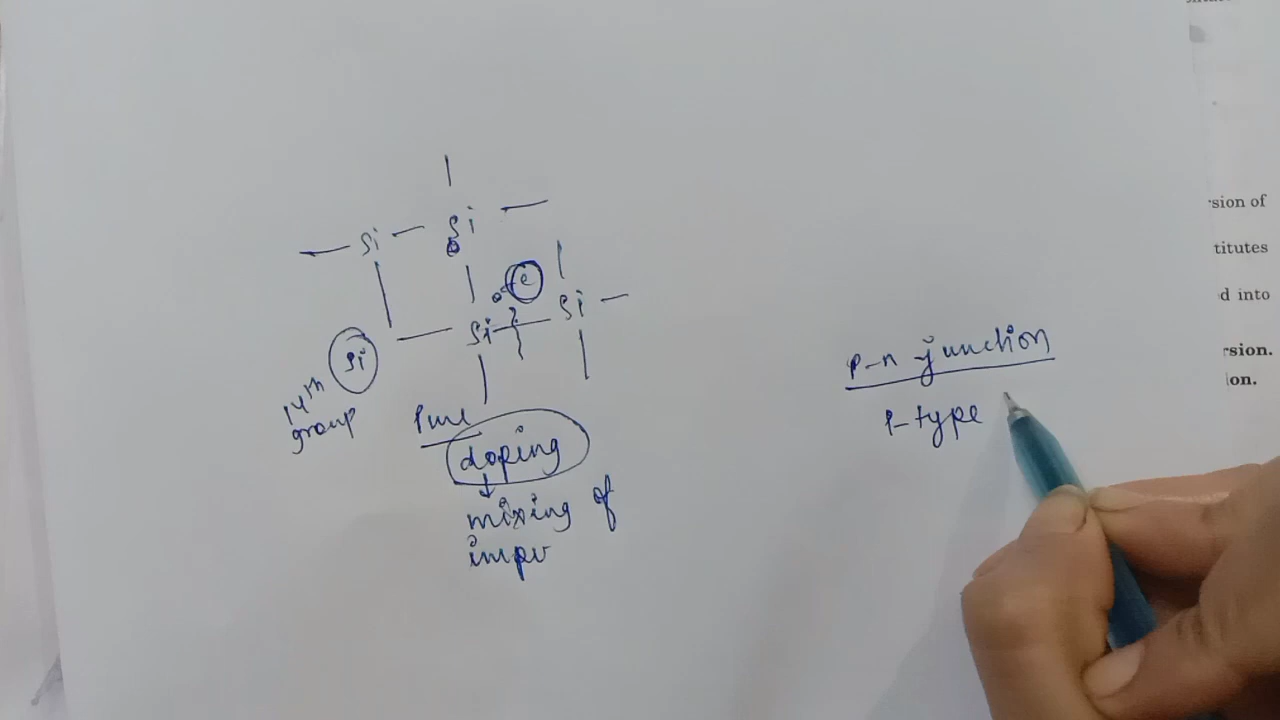 Si
Si
e
Si
Si
Si
14th
group
Pure
doping
mixing of
impu
p-n junction
P-type
sion of
titutes
d into
rsion.
ion.